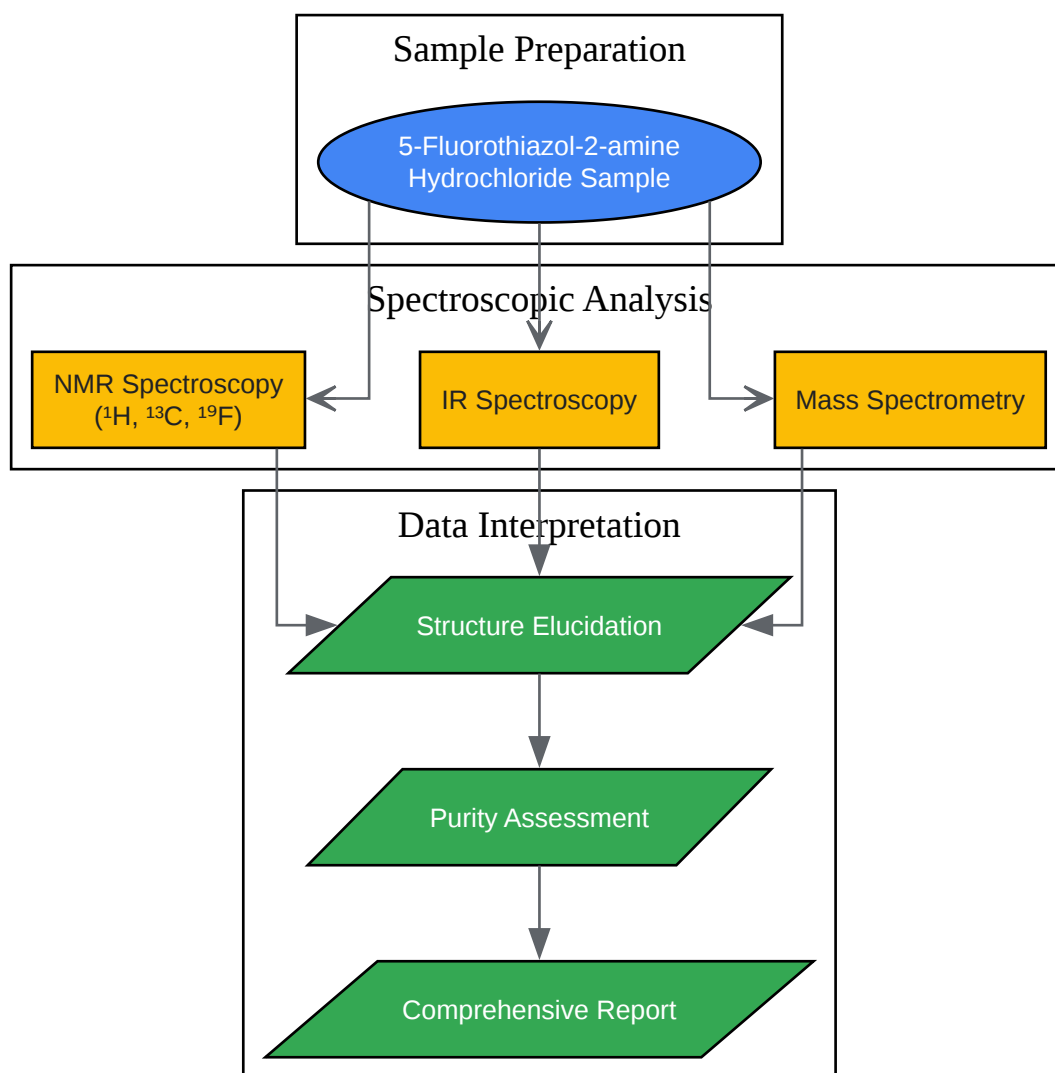 Sample Preparation
5-Fluorothiazol-2-amine
Hydrochloride Sample
Spectroscopic Analysis
NMR Spectroscopy
(¹H, ¹³C, ¹⁹F)
IR Spectroscopy
Mass Spectrometry
Data Interpretation
Structure Elucidation
Purity Assessment
Comprehensive Report